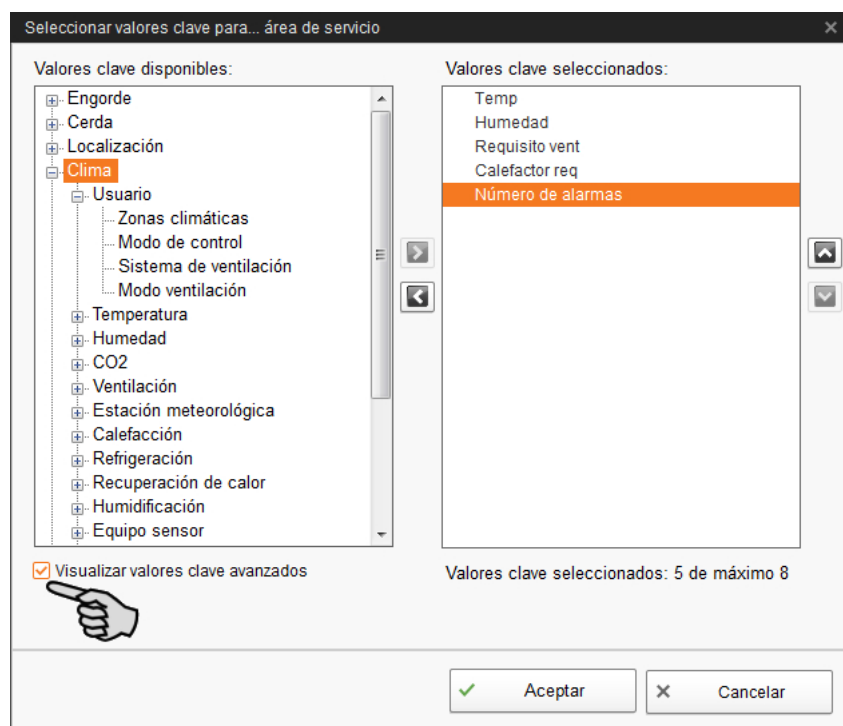 Seleccionar valores clave para... área de servicio
Valores clave disponibles:
Engorde
Cerda
Localización
Clima
Usuario
Zonas climáticas
Modo de control
Sistema de ventilación
Modo ventilación
Temperatura
Humedad
CO2
Ventilación
Estación meteorológica
Calefacción
Refrigeración
Recuperación de calor
Humidificación
Equipo sensor
Visualizar valores clave avanzados
Valores clave seleccionados:
Temp
Humedad
Requisito vent
Calefactor req
Número de alarmas
Valores clave seleccionados: 5 de máximo 8
Aceptar
Cancelar